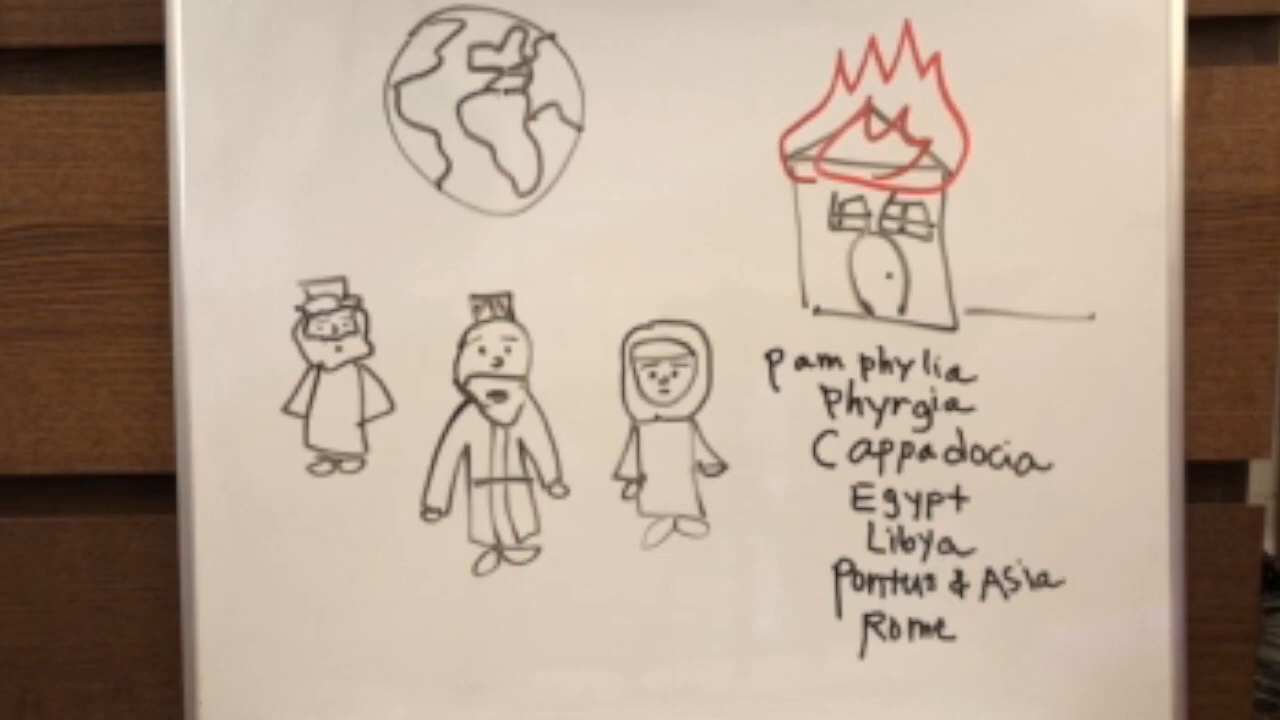 Pamphylia
Phyrgia
Cappadocia
Egypt
Libya
Pontus & Asia
Rome